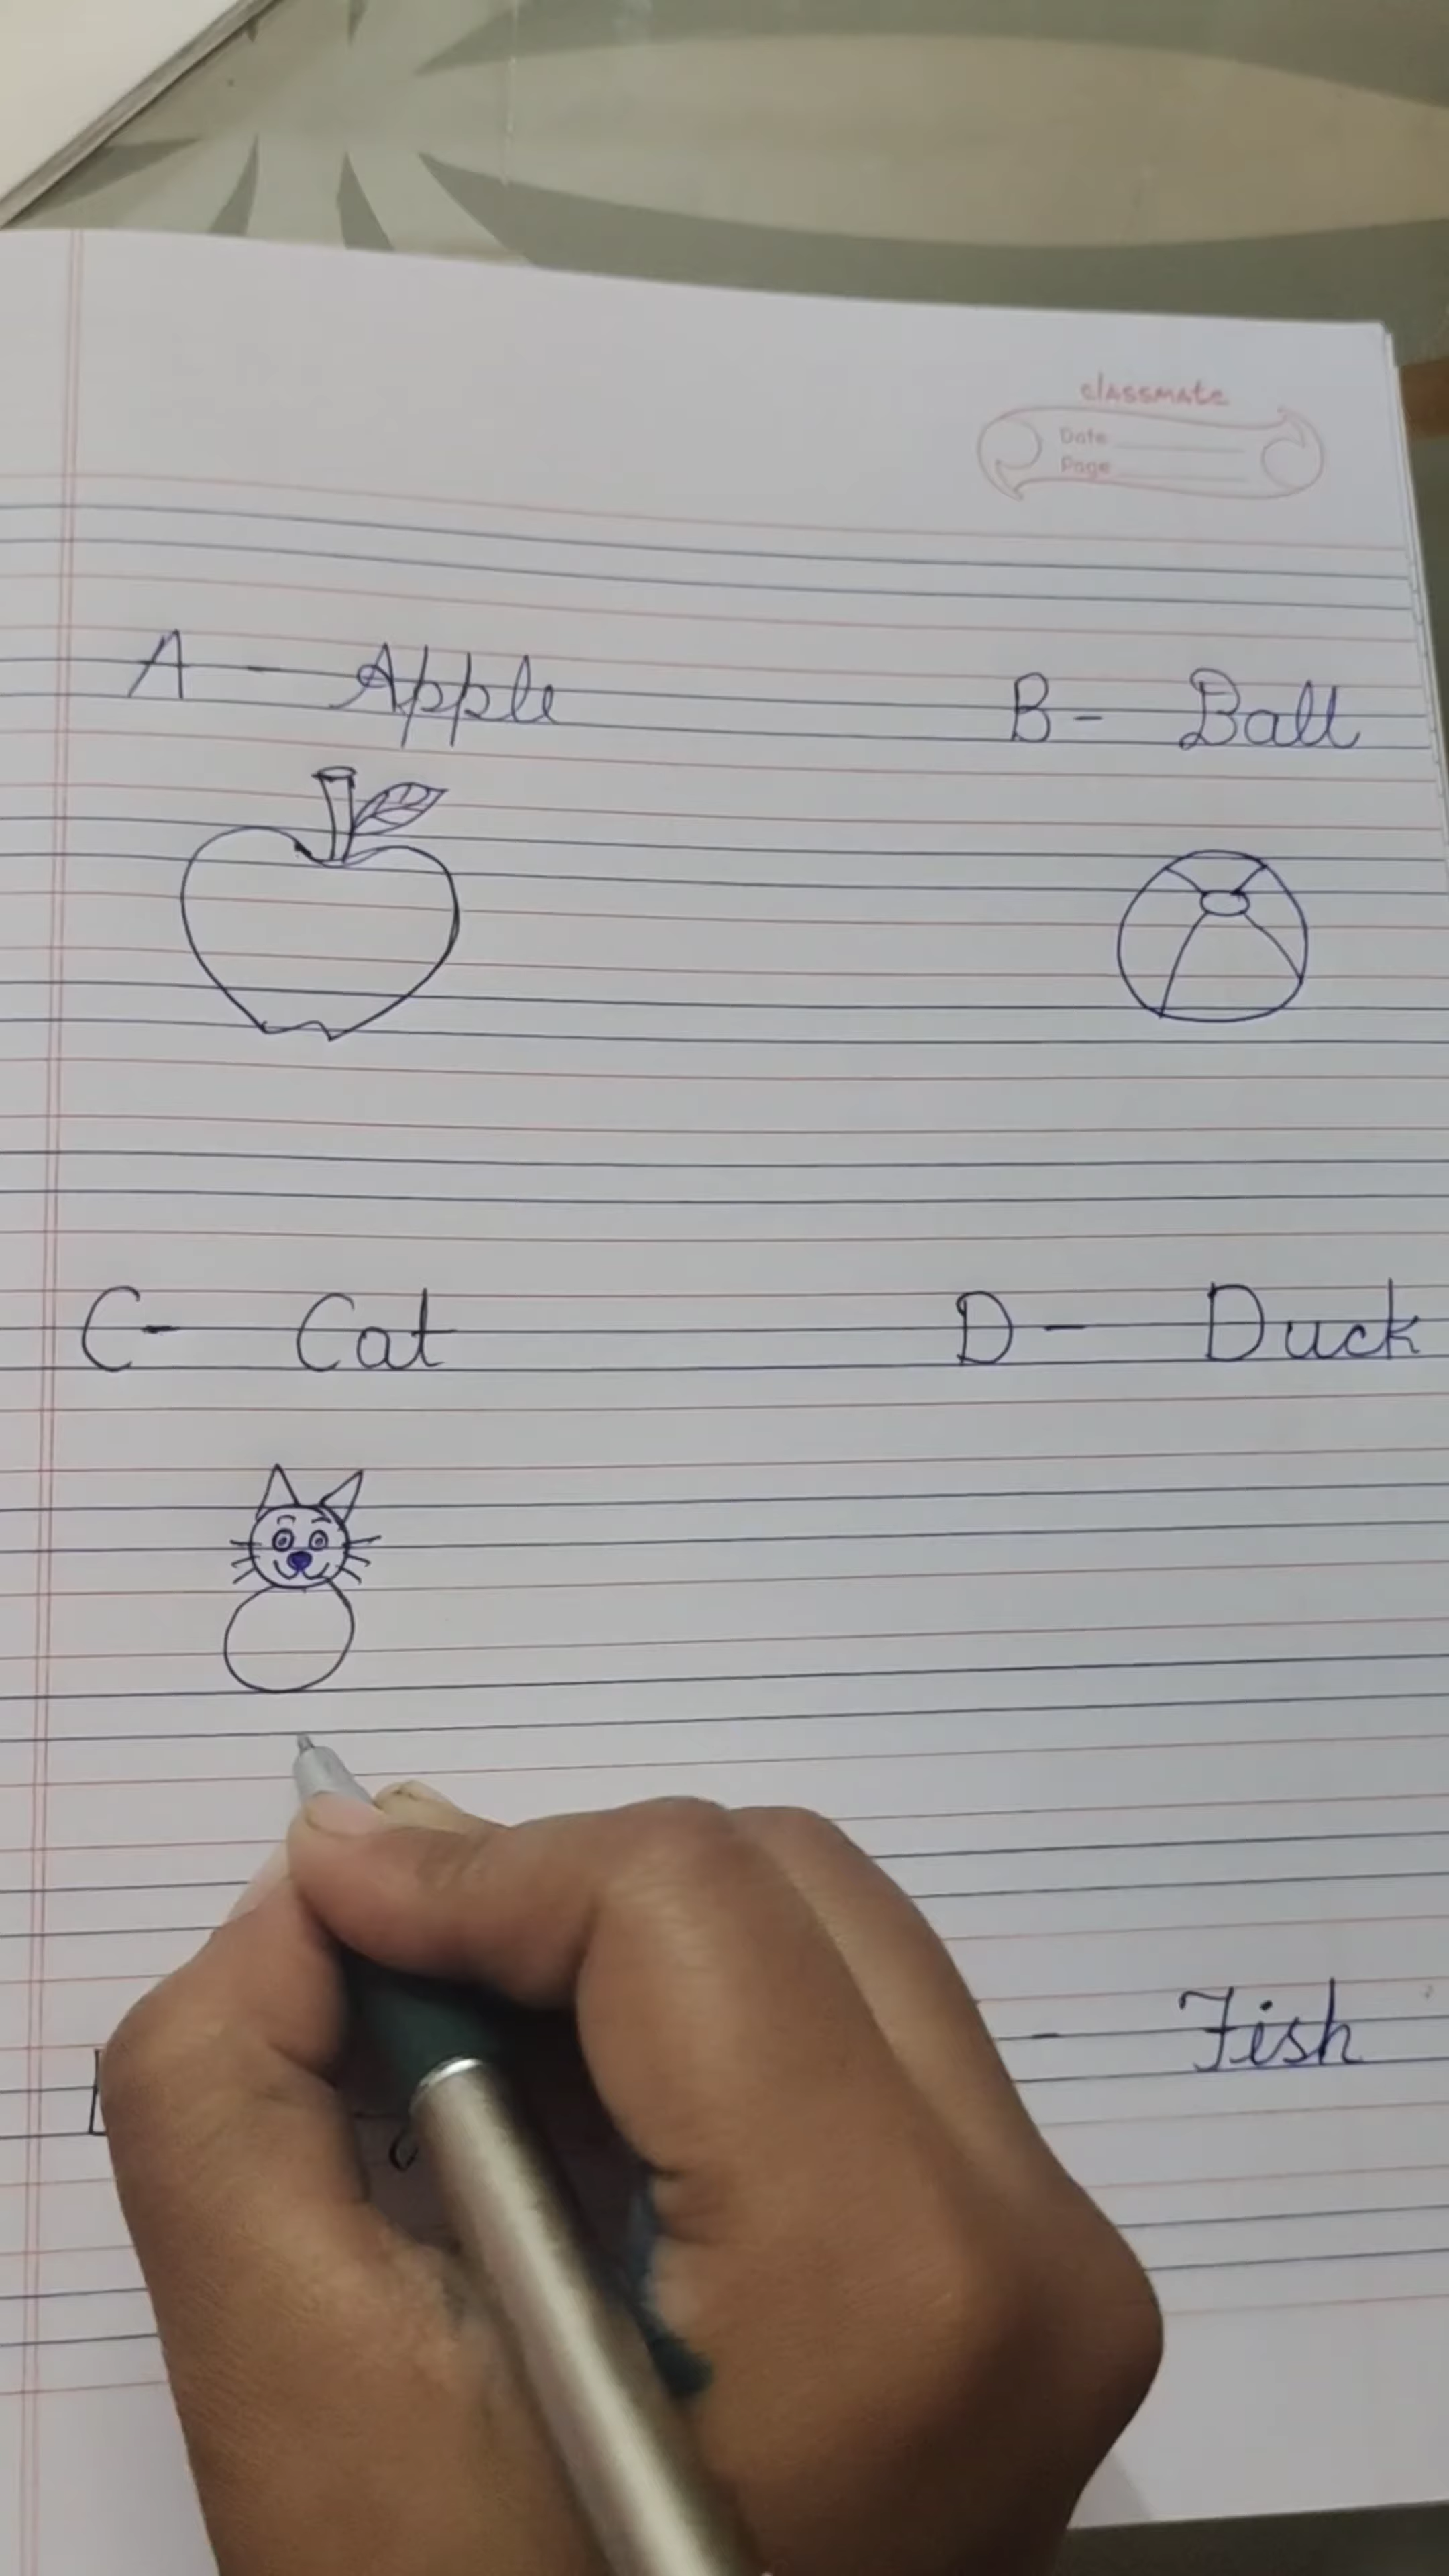 classmate
Date
Page
A - Apple
B - Ball
C - Cat
D - Duck
- Fish